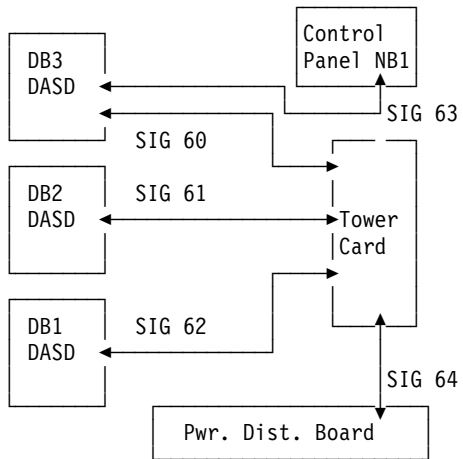 Control
Panel NB1
DB3
DASD
SIG 63
SIG 60
DB2
DASD
SIG 61
Tower
Card
DB1
DASD
SIG 62
SIG 64
Pwr. Dist. Board